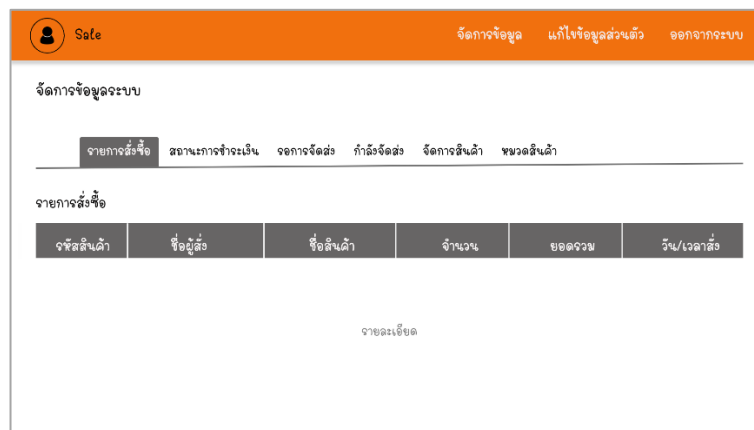 Sale จัดการข้อมูล แก้ไขข้อมูลส่วนตัว ออกจากระบบ
จัดการข้อมูลระบบ
รายการสั่งซื้อ สถานะการชำระเงิน รอการจัดส่ง กำลังจัดส่ง จัดการสินค้า หมวดสินค้า
รายการสั่งซื้อ
รหัสสินค้า ชื่อผู้สั่ง ชื่อสินค้า จำนวน ยอดรวม วัน/เวลาสั่ง
รายละเอียด